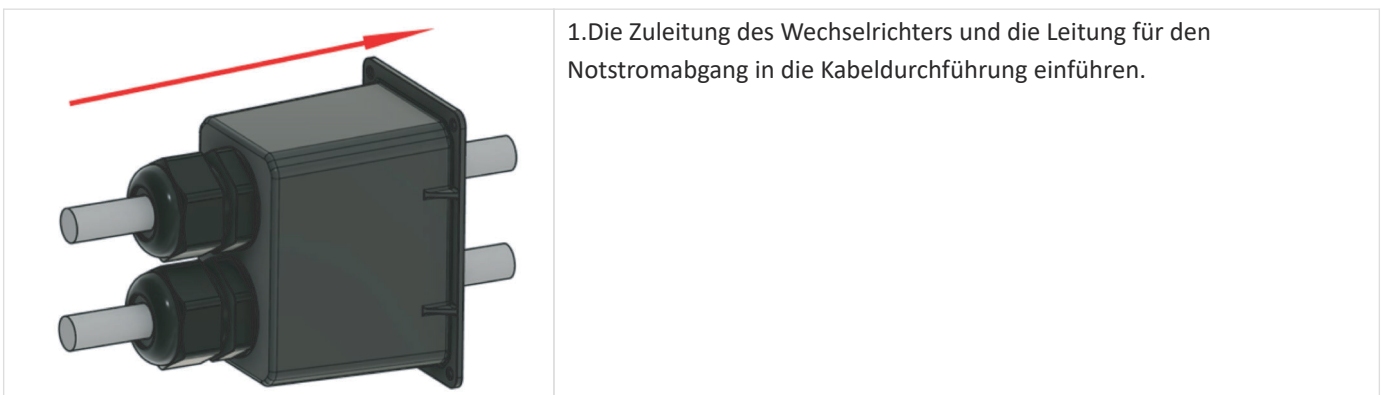 1.Die Zuleitung des Wechselrichters und die Leitung für den
Notstromabgang in die Kabeldurchführung einführen.